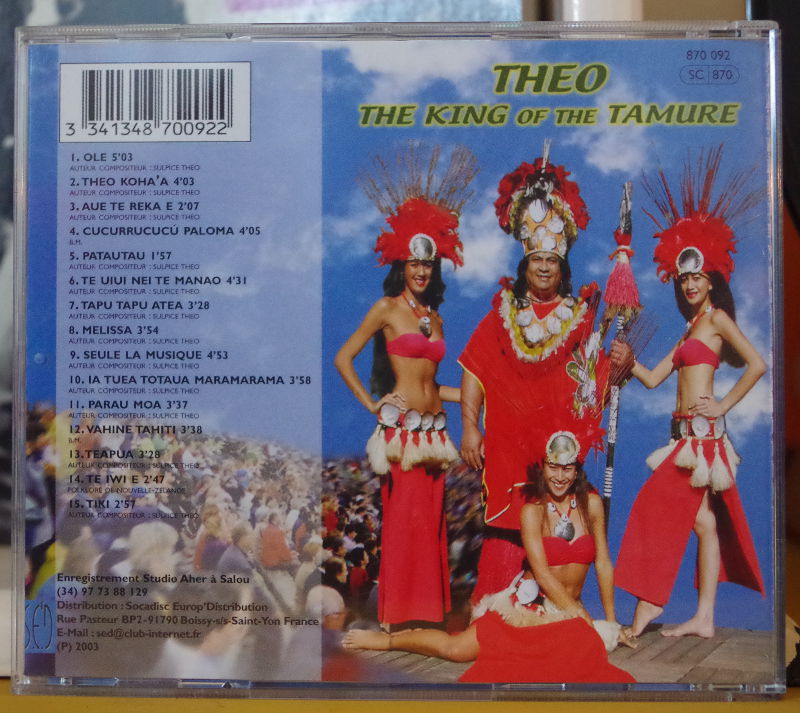 870 092
SC 870
THEO
THE KING OF THE TAMURE
3 341348 700922
1. OLE 5'03
AUTEUR COMPOSITEUR : SULPICE THEO
2. THEO KOHA'A 4'03
AUTEUR COMPOSITEUR : SULPICE THEO
3. AUE TE REKA E 2'07
AUTEUR COMPOSITEUR : SULPICE THEO
4. CUCURRUCUCÚ PALOMA 4'05
B.M.
5. PATAUTAU 1'57
AUTEUR COMPOSITEUR : SULPICE THEO
6. TE UIUI NEI TE MANAO 4'31
AUTEUR COMPOSITEUR : SULPICE THEO
7. TAPU TAPU ATEA 3'28
AUTEUR COMPOSITEUR : SULPICE THEO
8. MELISSA 3'54
AUTEUR COMPOSITEUR : SULPICE THEO
9. SEULE LA MUSIQUE 4'53
AUTEUR COMPOSITEUR : SULPICE THEO
10. IA TUEA TOTAUA MARAMARAMA 3'58
AUTEUR COMPOSITEUR : SULPICE THEO
11. PARAU MOA 3'37
AUTEUR COMPOSITEUR : SULPICE THEO
12. VAHINE TAHITI 3'38
B.M.
13. TEAPUA 3'28
AUTEUR COMPOSITEUR : SULPICE THEO
14. TE IWI E 2'47
FOLKLORE DE NOUVELLE-ZELANDE
15. TIKI 2'57
AUTEUR COMPOSITEUR : SULPICE THEO
Enregistrement Studio Aher à Salou
(34) 97 73 88 129
Distribution : Socadisc Europ'Distribution
Rue Pasteur BP2-91790 Boissy-s/s-Saint-Yon France
E-Mail : sed@club-internet.fr
(P) 2003
S.E.D